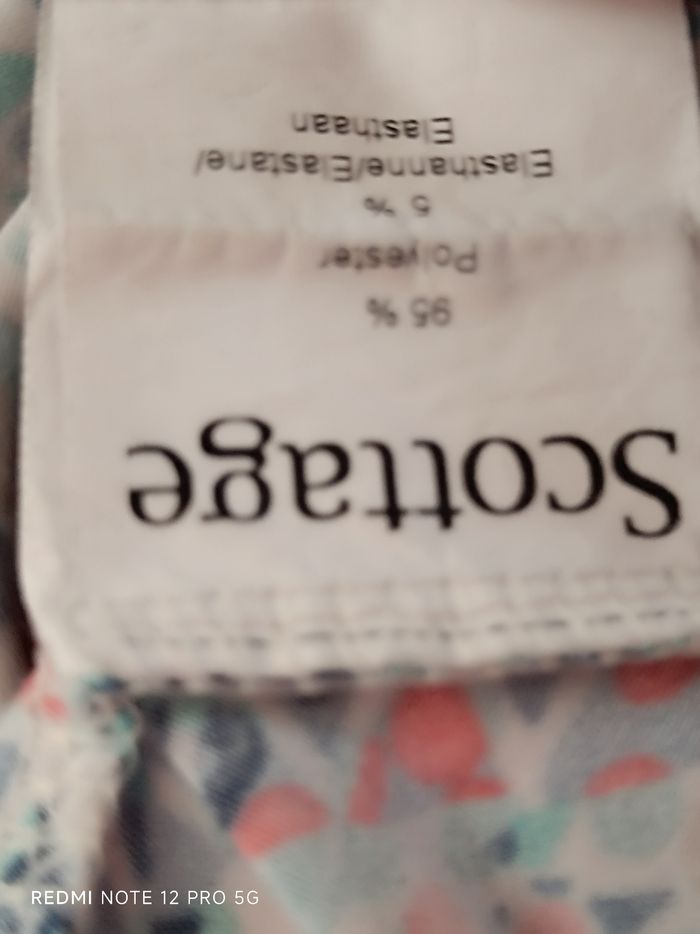 Scottage
95 %
Polyester
5 %
Elasthanne/Elastane/
Elasthaan
REDMI NOTE 12 PRO 5G